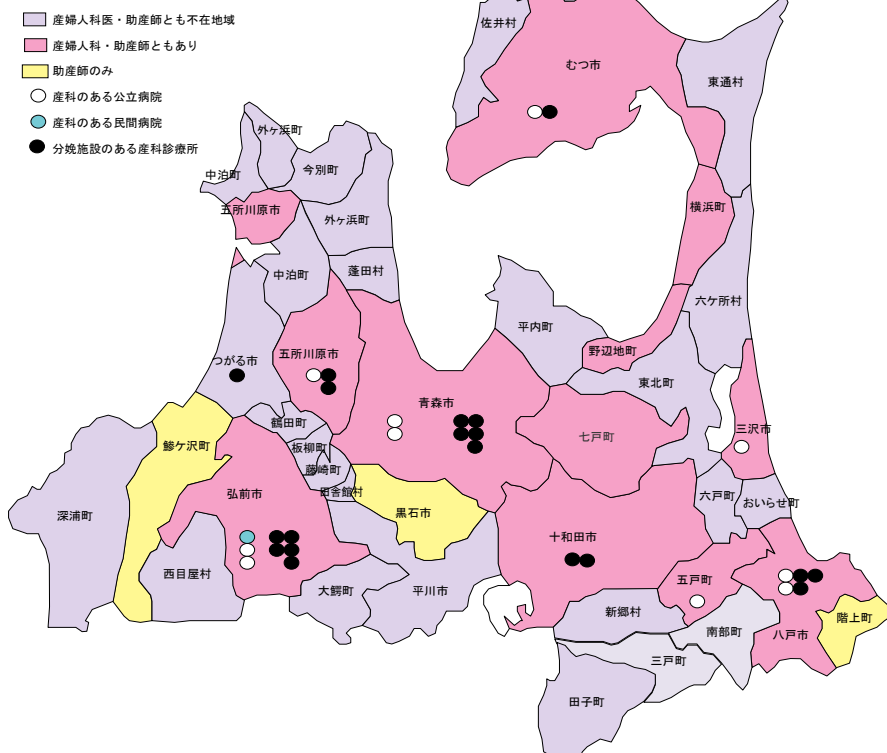 産婦人科医・助産師とも不在地域
産婦人科・助産師ともあり
助産師のみ
産科のある公立病院
産科のある民間病院
分娩施設のある産科診療所
佐井村
むつ市
東通村
外ヶ浜町
今別町
中泊町
五所川原市
外ヶ浜町
横浜町
中泊町
蓬田村
六ケ所村
平内町
野辺地町
五所川原市
つがる市
東北町
青森市
鶴田町
三沢市
七戸町
鰺ケ沢町
板柳町
藤崎町
田舎館村
弘前市
六戸町
おいらせ町
黒石市
深浦町
十和田市
西目屋村
五戸町
大鰐町
平川市
新郷村
階上町
南部町
八戸市
三戸町
田子町